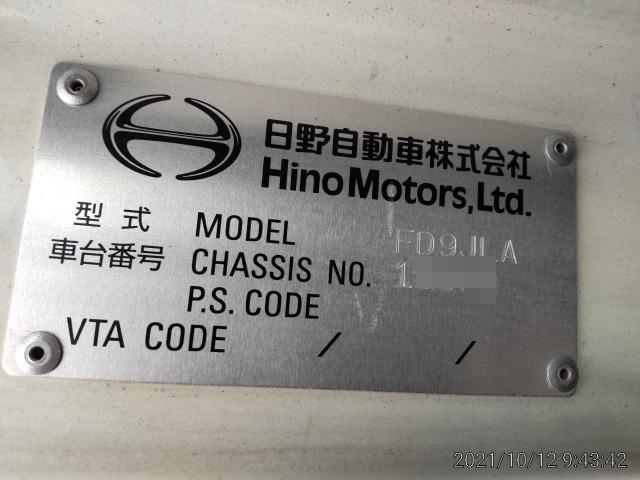 日野自動車株式会社
Hino Motors, Ltd.
型式 MODEL FD9JLA
車台番号 CHASSIS NO. 1
P.S. CODE
VTA CODE / /
2021/10/12 9:43:42